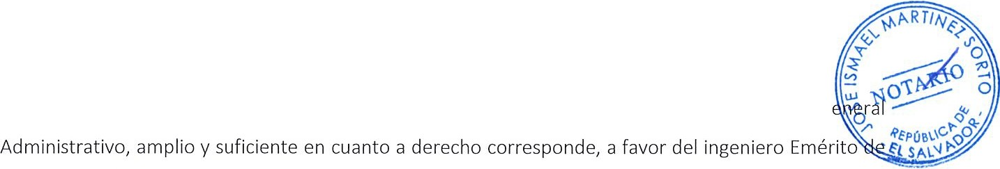 JOSE ISMAEL MARTINEZ SORTO
NOTARIO
REPÚBLICA DE
EL SALVADOR -
eneral
Administrativo, amplio y suficiente en cuanto a derecho corresponde, a favor del ingeniero Emérito de